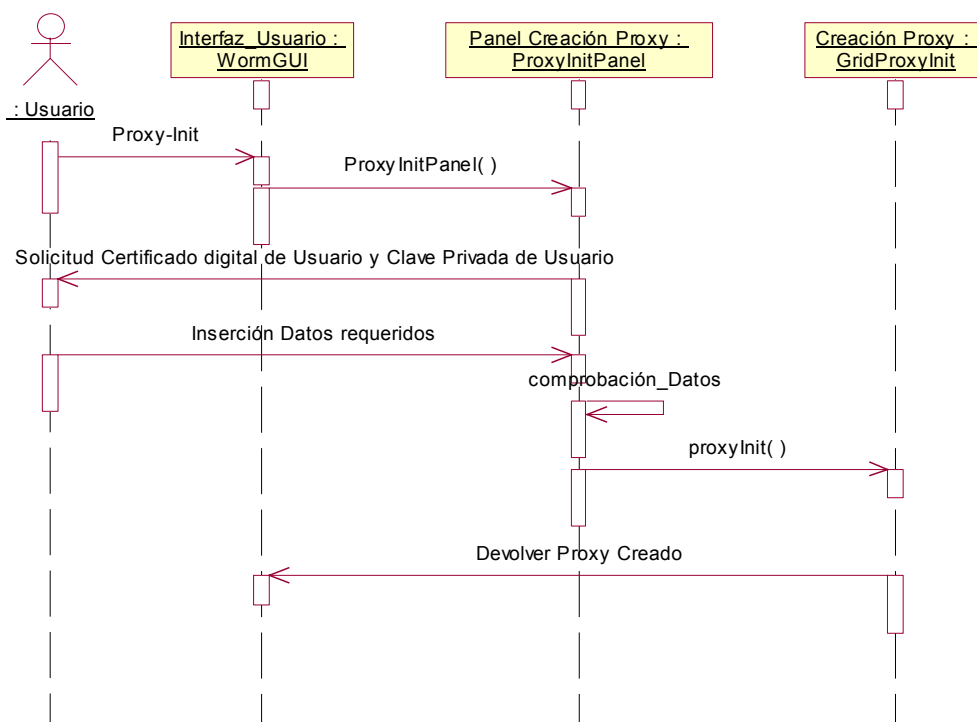 Interfaz_Usuario :
WormGUI
Panel Creación Proxy :
ProxyInitPanel
Creación Proxy :
GridProxyInit
: Usuario
Proxy-Init
ProxyInitPanel( )
Solicitud Certificado digital de Usuario y Clave Privada de Usuario
Inserción Datos requeridos
comprobación_Datos
proxyInit( )
Devolver Proxy Creado